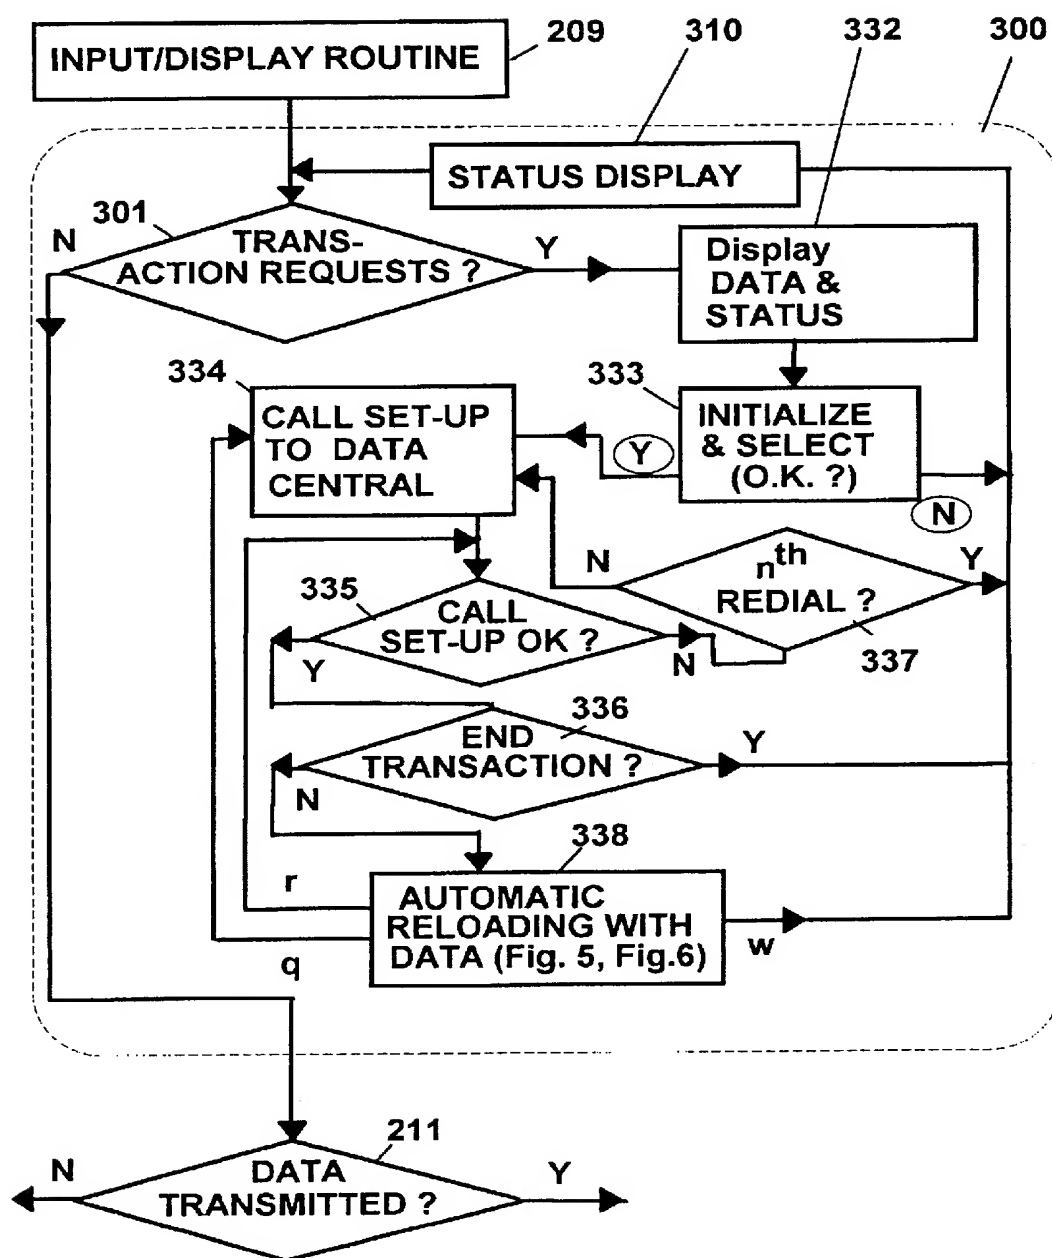 209
310
332
300
INPUT/DISPLAY ROUTINE
STATUS DISPLAY
301
N
TRANS-
ACTION REQUESTS ?
Y
Display
DATA &
STATUS
334
333
CALL SET-UP
TO DATA
CENTRAL
Y
INITIALIZE
& SELECT
(O.K. ?)
N
N
nth
REDIAL ?
Y
337
335
CALL
SET-UP OK ?
Y
N
336
END
TRANSACTION ?
Y
N
338
r
AUTOMATIC
RELOADING WITH
DATA (Fig. 5, Fig.6)
q
w
211
N
DATA
TRANSMITTED ?
Y